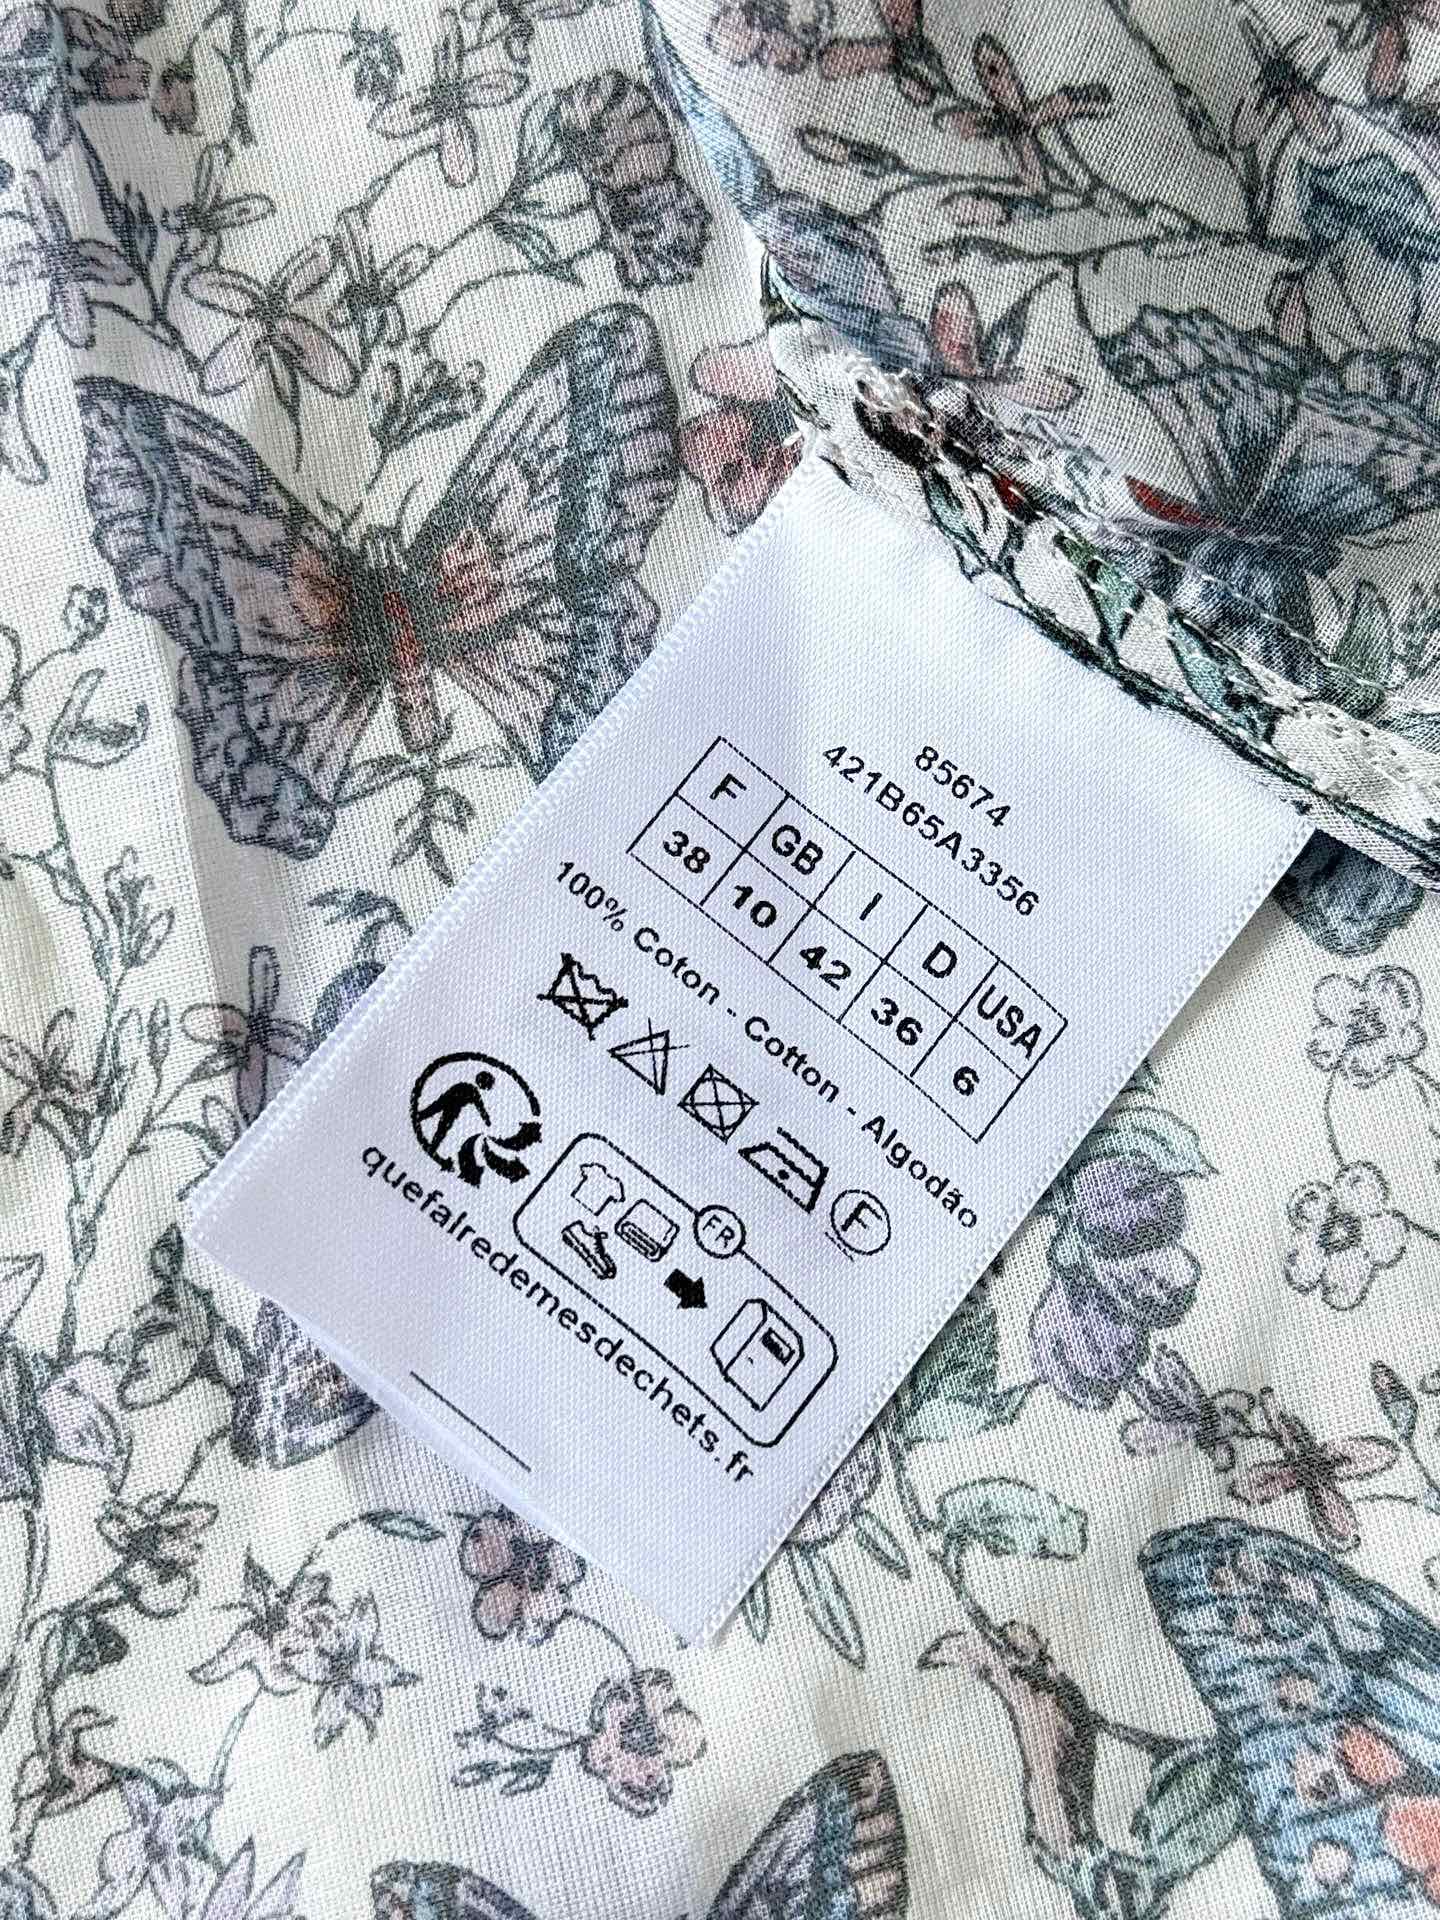 85674
421B65A3356
F GB I D USA
38 10 42 36 6
100% Coton - Cotton - Algodão
F
FR
quefairedemesdechets.fr